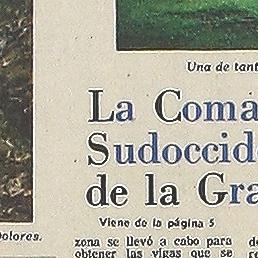 Una de tant
La Coma
Sudoccid
de la Gra
Viene de la página 5
Dolores.
zona se llevó a cabo para
obtener las vigas que se